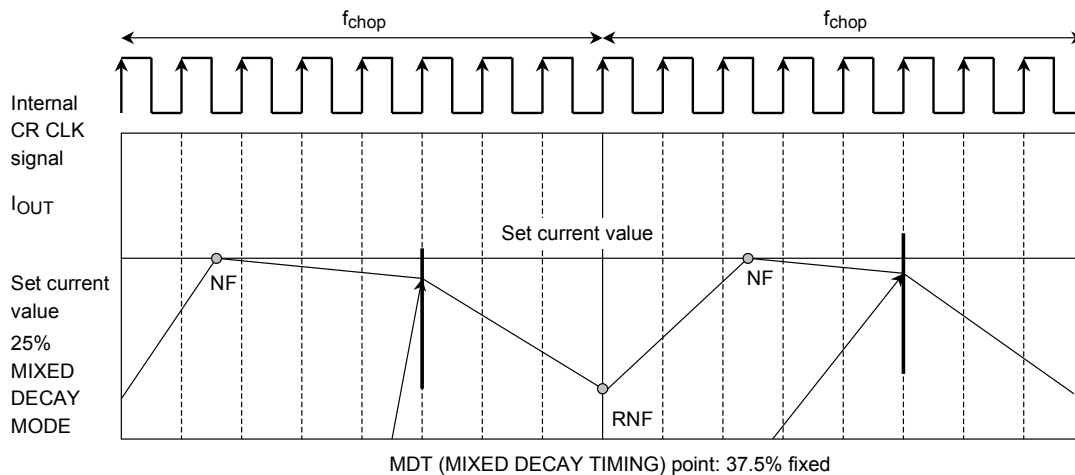 fchop
fchop
Internal
CR CLK
signal
IOUT
Set current value
NF
NF
Set current
value
25%
MIXED
DECAY
MODE
RNF
MDT (MIXED DECAY TIMING) point: 37.5% fixed